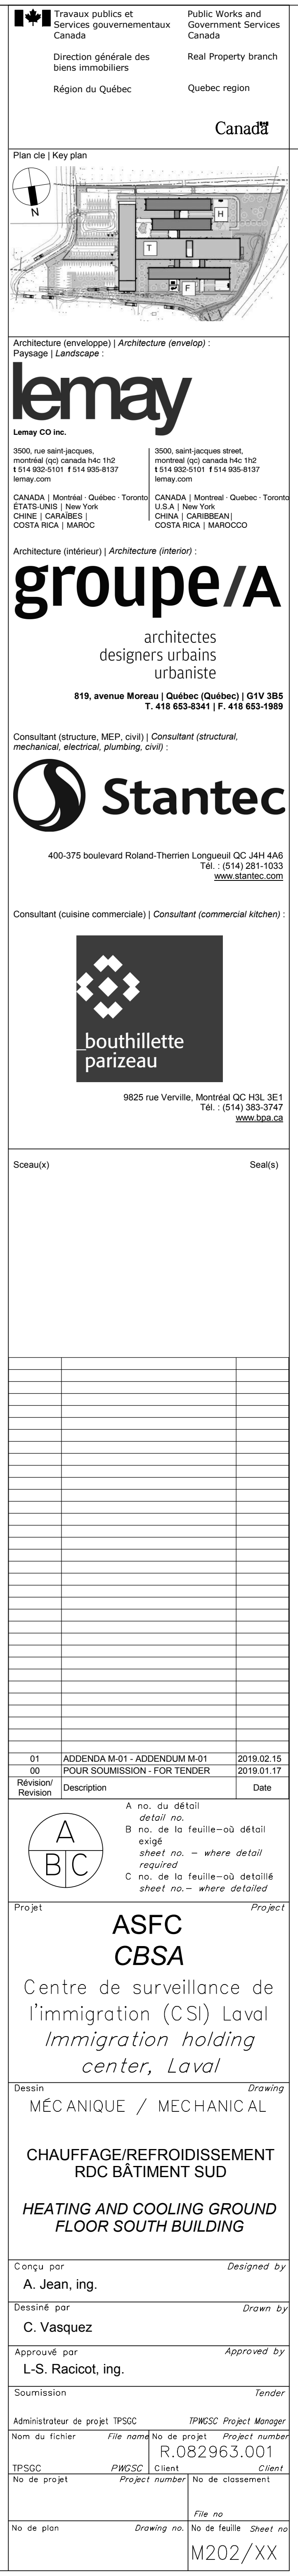 Travaux publics et
Services gouvernementaux
Canada
Public Works and
Government Services
Canada
Direction générale des
biens immobiliers
Real Property branch
Région du Québec
Quebec region
Canada
Plan cle | Key plan
N
H
T
F
Architecture (enveloppe) | Architecture (envelop) :
Paysage | Landscape :
lemay
Lemay CO inc.
3500, rue saint-jacques,
montréal (qc) canada h4c 1h2
t 514 932-5101 f 514 935-8137
lemay.com
CANADA | Montréal · Québec · Toronto
ÉTATS-UNIS | New York
CHINE | CARAÏBES |
COSTA RICA | MAROC
3500, saint-jacques street,
montreal (qc) canada h4c 1h2
t 514 932-5101 f 514 935-8137
lemay.com
CANADA | Montreal · Quebec · Toronto
U.S.A | New York
CHINA | CARIBBEAN|
COSTA RICA | MAROCCO
Architecture (intérieur) | Architecture (interior) :
groupe/A
architectes
designers urbains
urbaniste
819, avenue Moreau | Québec (Québec) | G1V 3B5
T. 418 653-8341 | F. 418 653-1989
Consultant (structure, MEP, civil) | Consultant (structural,
mechanical, electrical, plumbing, civil) :
Stantec
400-375 boulevard Roland-Therrien Longueuil QC J4H 4A6
Tél. : (514) 281-1033
www.stantec.com
Consultant (cuisine commerciale) | Consultant (commercial kitchen) :
_bouthillette
parizeau
9825 rue Verville, Montréal QC H3L 3E1
Tél. : (514) 383-3747
www.bpa.ca
Sceau(x) Seal(s)
01 ADDENDA M-01 - ADDENDUM M-01 2019.02.15
00 POUR SOUMISSION - FOR TENDER 2019.01.17
Révision/
Revision
Description Date
A
B C
A no. du détail
detail no.
B no. de la feuille-où détail
exigé
sheet no. - where detail
required
C no. de la feuille-où detaillé
sheet no.- where detailed
Projet Project
ASFC
CBSA
Centre de surveillance de
l'immigration (CSI) Laval
Immigration holding
center, Laval
Dessin Drawing
MÉCANIQUE / MECHANICAL
CHAUFFAGE/REFROIDISSEMENT
RDC BÂTIMENT SUD
HEATING AND COOLING GROUND
FLOOR SOUTH BUILDING
Conçu par Designed by
A. Jean, ing.
Dessiné par Drawn by
C. Vasquez
Approuvé par Approved by
L-S. Racicot, ing.
Soumission Tender
Administrateur de projet TPSGC TPWGSC Project Manager
Nom du fichier File name
No de projet Project number
R.082963.001
TPSGC PWGSC
Client Client
No de projet Project number
No de classement
File no
No de plan Drawing no.
No de feuille Sheet no
M202/XX